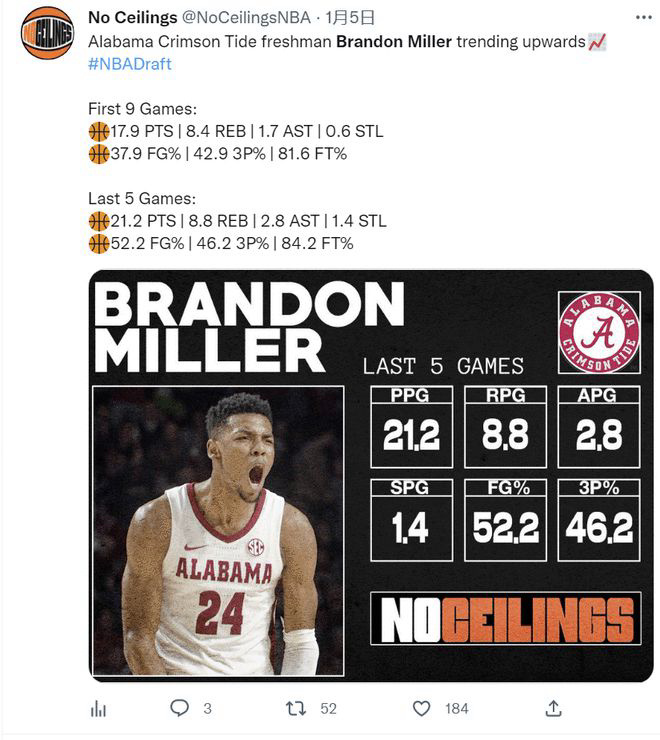 No Ceilings @NoCeilingsNBA · 1月5日
Alabama Crimson Tide freshman Brandon Miller trending upwards
#NBADraft
First 9 Games:
17.9 PTS | 8.4 REB | 1.7 AST | 0.6 STL
37.9 FG% | 42.9 3P% | 81.6 FT%
Last 5 Games:
21.2 PTS | 8.8 REB | 2.8 AST | 1.4 STL
52.2 FG% | 46.2 3P% | 84.2 FT%
BRANDON
MILLER
LAST 5 GAMES
ALABAMA
A
CRIMSON TIDE
PPG RPG APG
21.2 8.8 2.8
SPG FG% 3P%
1.4 52.2 46.2
SEC
ALABAMA
24
NOCEILINGS
3 52 184